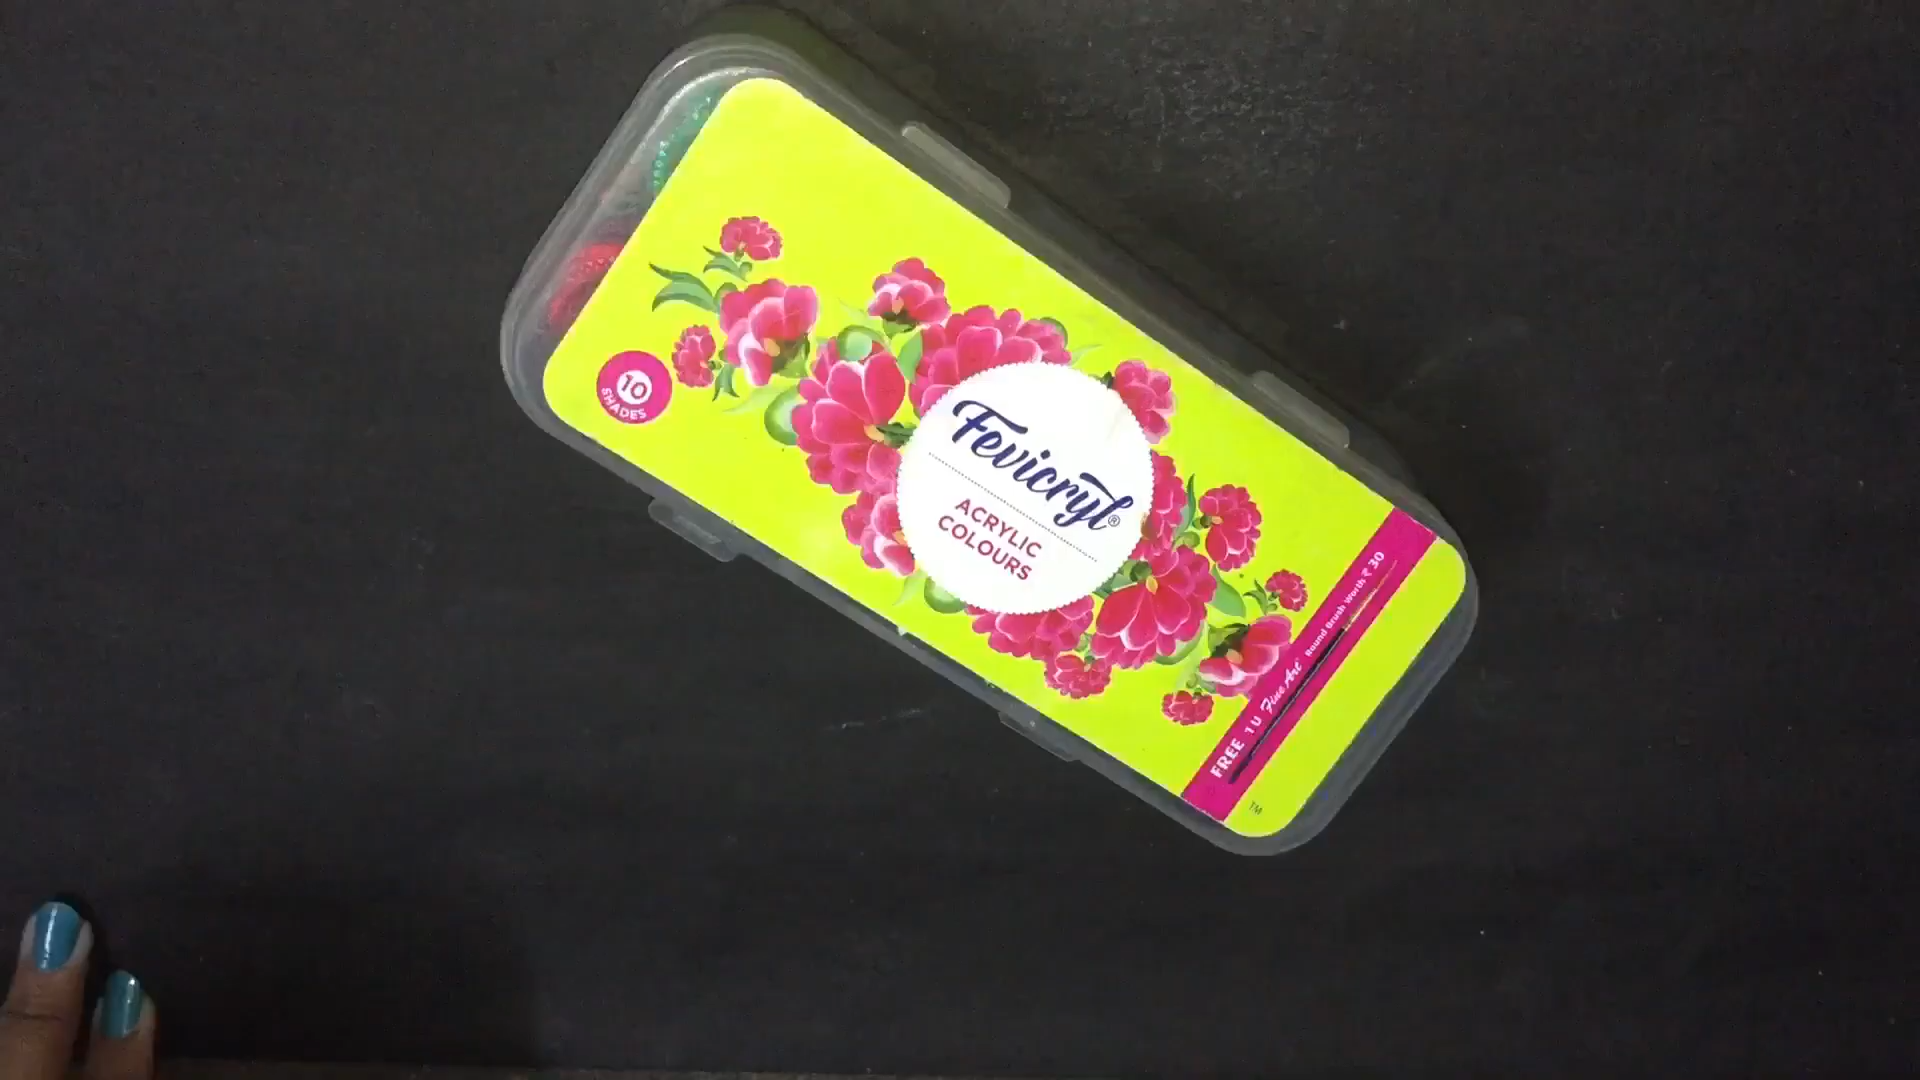 10
SHADES
Fevicryl®
ACRYLIC
COLOURS
FREE 1 U Fine Art Round Brush Worth ₹ 30
TM